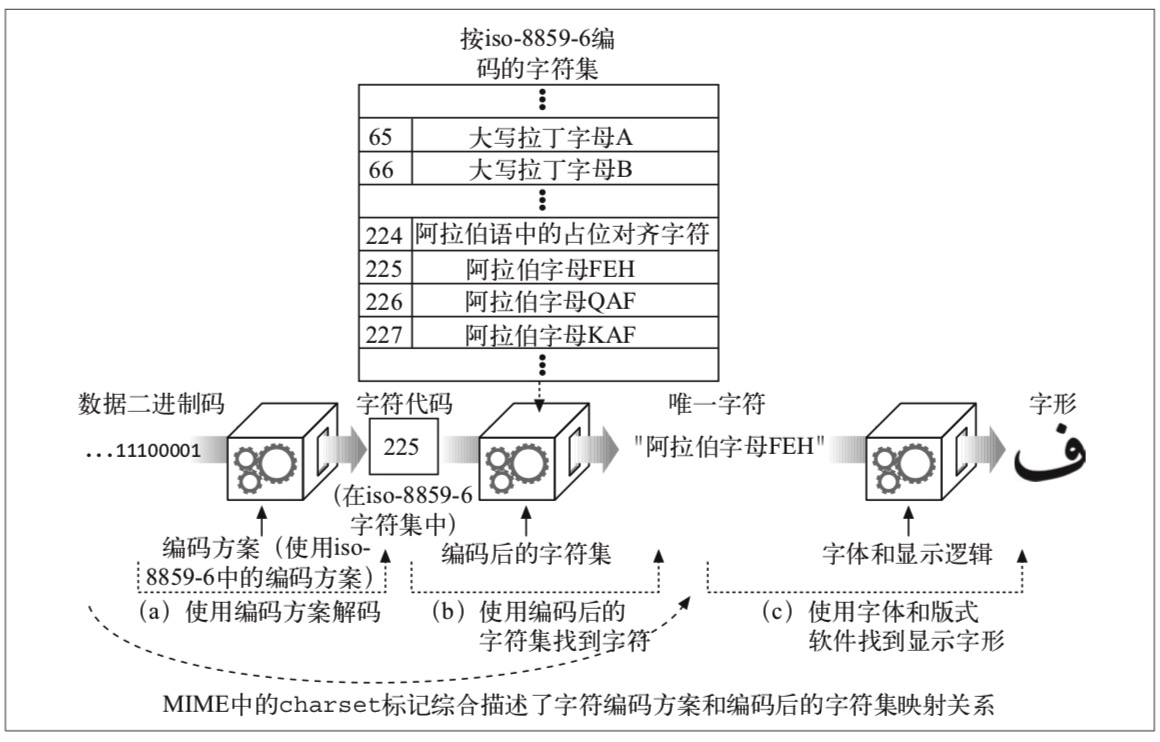 按iso-8859-6编
码的字符集
65 大写拉丁字母A
66 大写拉丁字母B
224 阿拉伯语中的占位对齐字符
225 阿拉伯字母FEH
226 阿拉伯字母QAF
227 阿拉伯字母KAF
数据二进制码
...11100001
字符代码
225
(在iso-8859-6
字符集中)
唯一字符
"阿拉伯字母FEH"
字形
ف
编码方案（使用iso-
8859-6中的编码方案）
编码后的字符集
字体和显示逻辑
（a）使用编码方案解码
（b）使用编码后的
字符集找到字符
（c）使用字体和版式
软件找到显示字形
MIME中的charset标记综合描述了字符编码方案和编码后的字符集映射关系